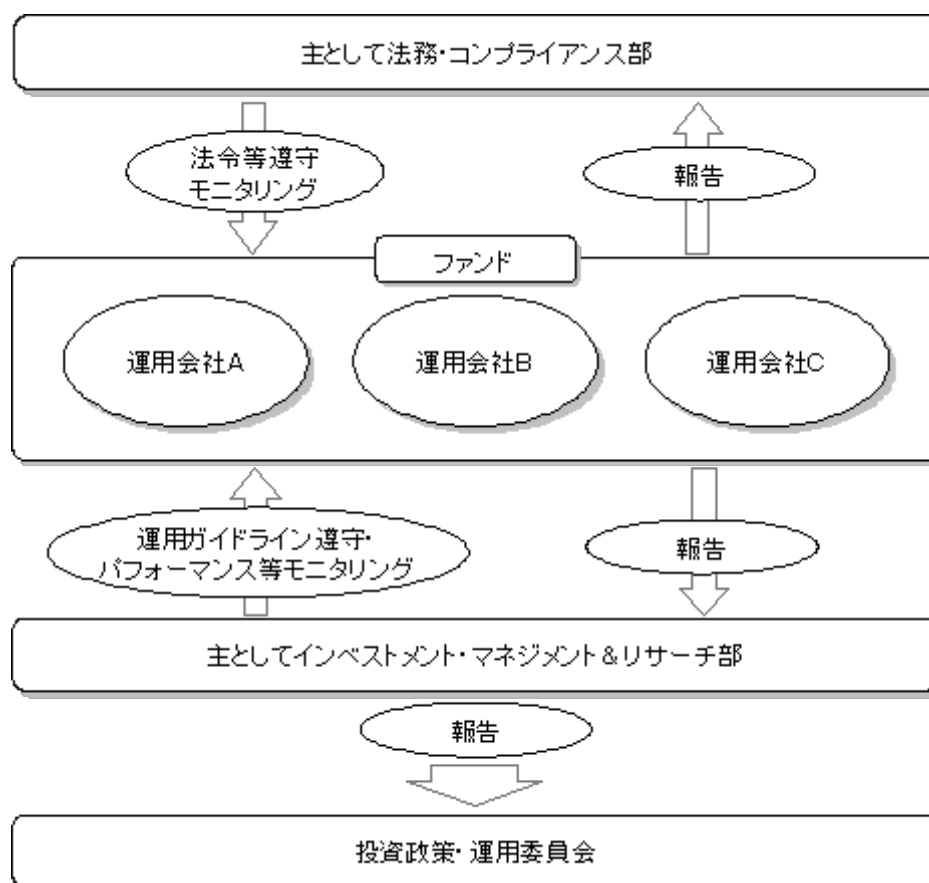 主として法務・コンプライアンス部
法令等遵守
モニタリング
報告
ファンド
運用会社A
運用会社B
運用会社C
運用ガイドライン遵守・
パフォーマンス等モニタリング
報告
主としてインベストメント・マネジメント＆リサーチ部
報告
投資政策・運用委員会